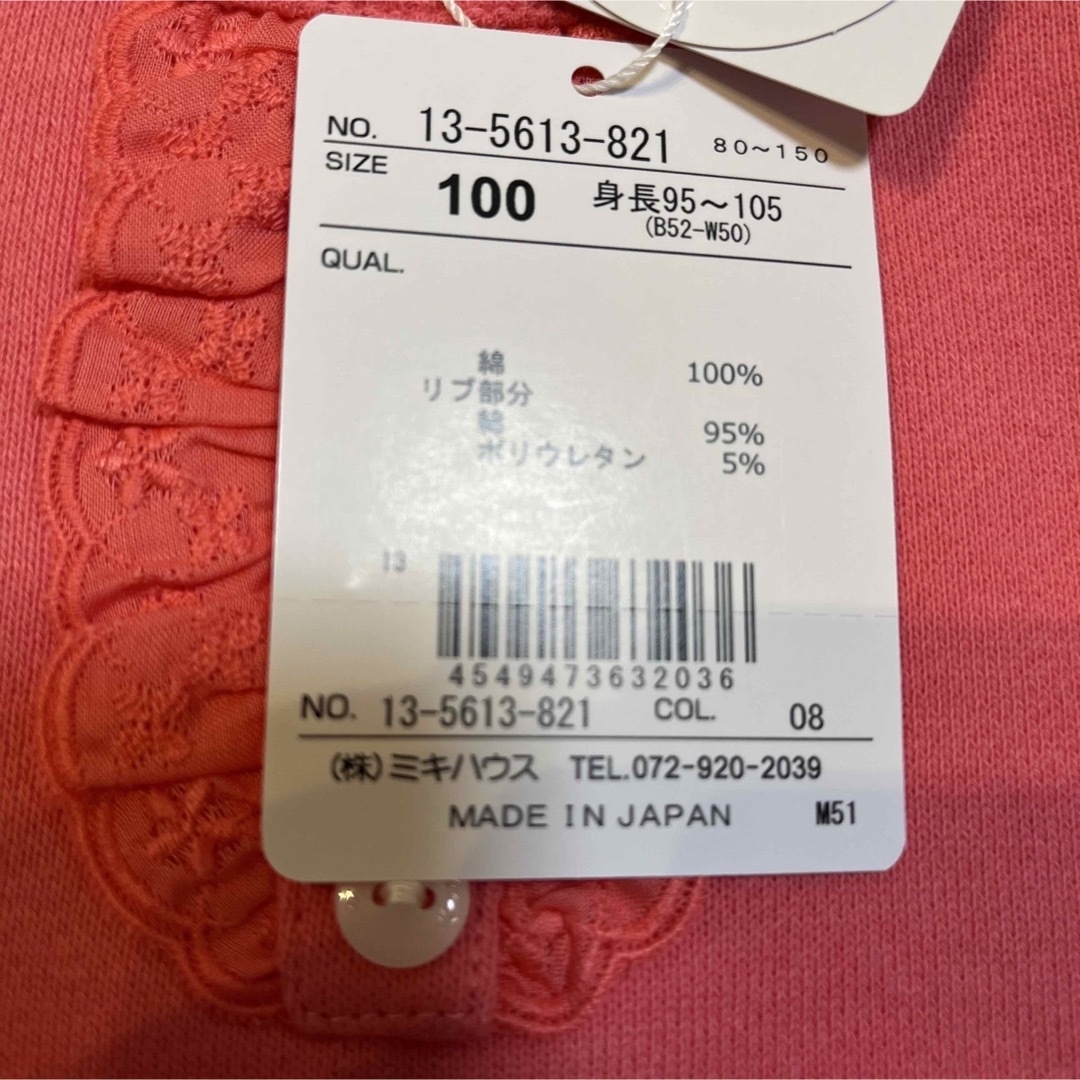 NO. 13-5613-821 80~150
SIZE 100 身長95~105
(B52-W50)
QUAL.
綿 100%
リブ部分
綿 95%
ポリウレタン 5%
13
4549473632036
NO. 13-5613-821 COL. 08
(株)ミキハウス TEL.072-920-2039
MADE IN JAPAN M51